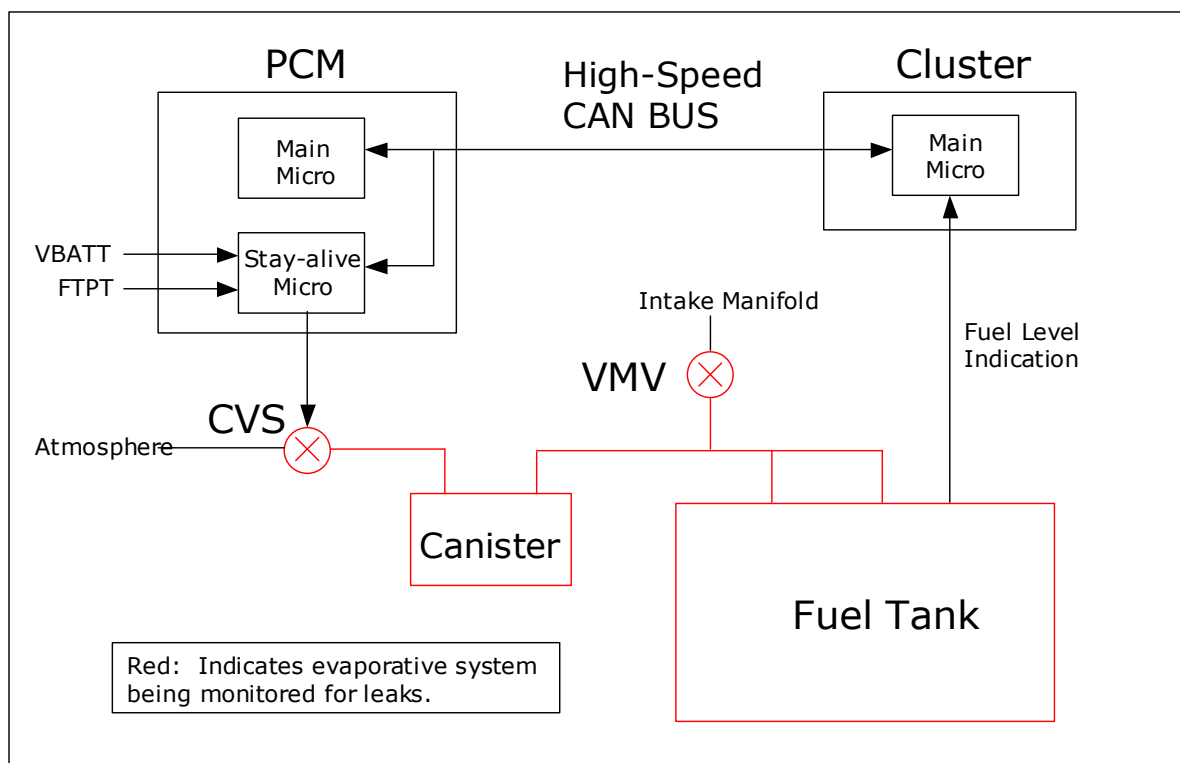 PCM
High-Speed
CAN BUS
Cluster
Main
Micro
Main
Micro
VBATT
FTPT
Stay-alive
Micro
Intake Manifold
Fuel Level
Indication
VMV
CVS
Atmosphere
Canister
Fuel Tank
Red:  Indicates evaporative system
being monitored for leaks.